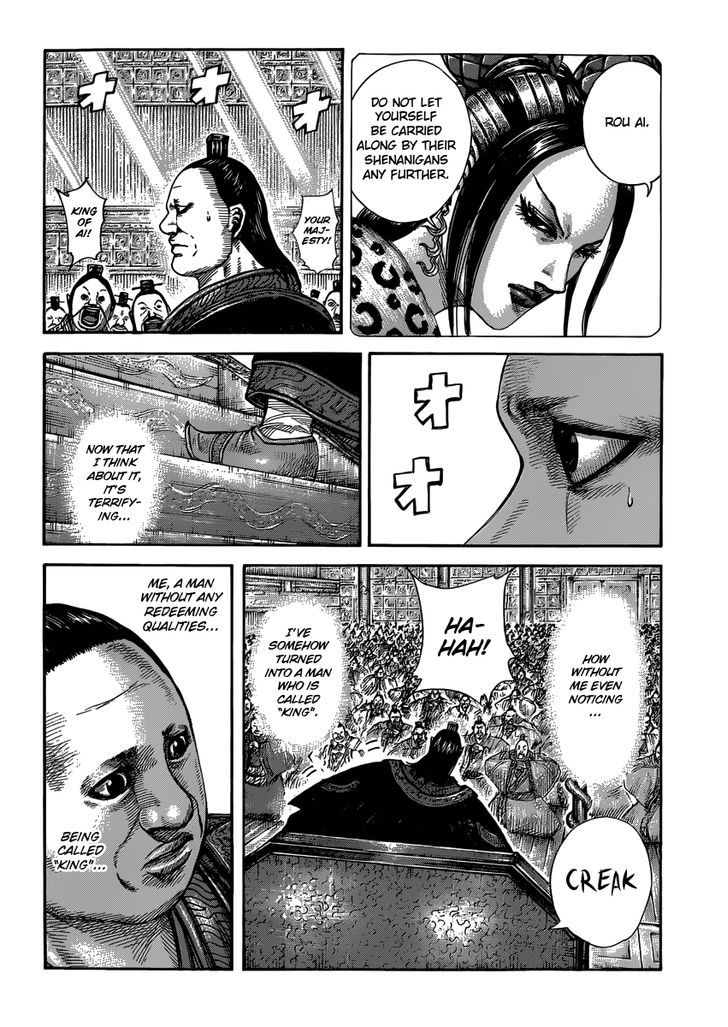 ROU AI.
DO NOT LET
YOURSELF
BE CARRIED
ALONG BY THEIR
SHENANIGANS
ANY FURTHER.
オ
オ
オ
YOUR
MAJ-
ESTY!
KING
OF
AI!
オ
オ
NOW THAT
I THINK
ABOUT IT,
IT'S
TERRIFY-
ING...
HOW
WITHOUT
ME EVEN
NOTICING
...
HA-
HAH!
I'VE
SOMEHOW
TURNED
INTO A MAN
WHO IS
CALLED
"KING".
CREAK
ME, A MAN
WITHOUT ANY
REDEEMING
QUALITIES...
BEING
CALLED
"KING"...